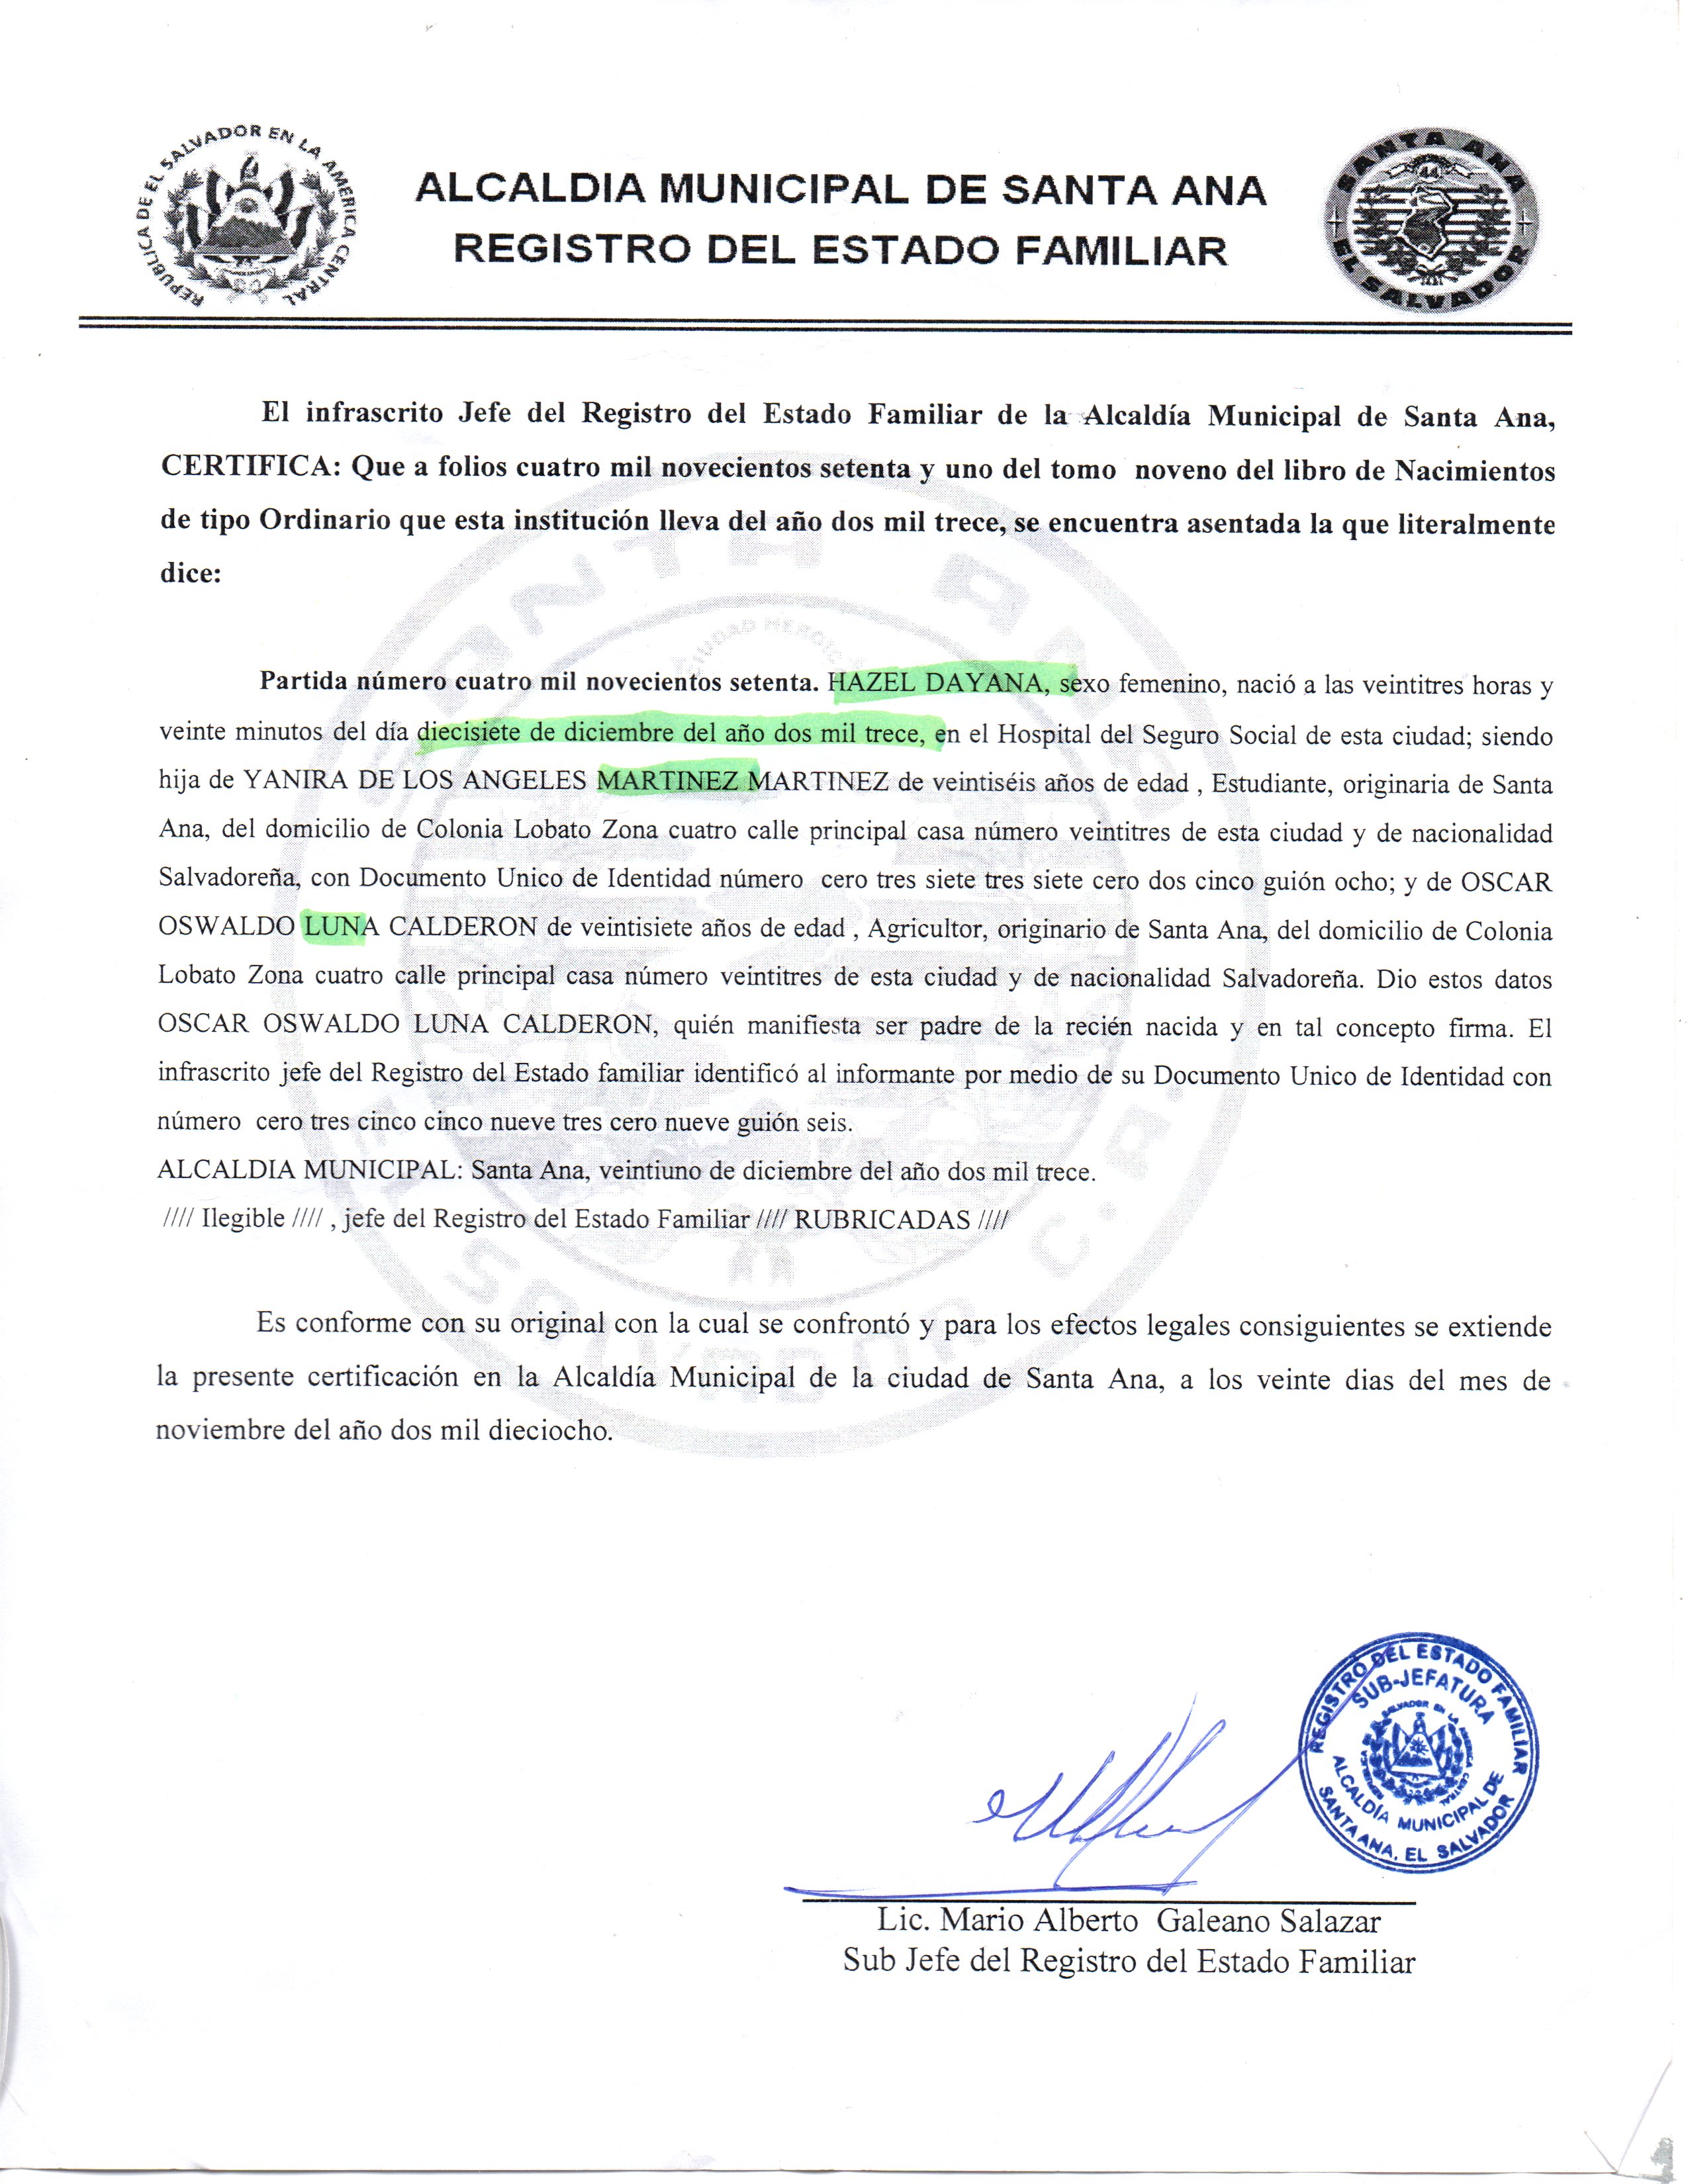 REPUBLICA DE EL SALVADOR EN LA AMERICA CENTRAL
ALCALDIA MUNICIPAL DE SANTA ANA
REGISTRO DEL ESTADO FAMILIAR
SANTA ANA
44
EL SALVADOR
El infrascrito Jefe del Registro del Estado Familiar de la Alcaldía Municipal de Santa Ana,
CERTIFICA: Que a folios cuatro mil novecientos setenta y uno del tomo noveno del libro de Nacimientos
de tipo Ordinario que esta institución lleva del año dos mil trece, se encuentra asentada la que literalmente
dice:
Partida número cuatro mil novecientos setenta. HAZEL DAYANA, sexo femenino, nació a las veintitres horas y
veinte minutos del día diecisiete de diciembre del año dos mil trece, en el Hospital del Seguro Social de esta ciudad; siendo
hija de YANIRA DE LOS ANGELES MARTINEZ MARTINEZ de veintiséis años de edad , Estudiante, originaria de Santa
Ana, del domicilio de Colonia Lobato Zona cuatro calle principal casa número veintitres de esta ciudad y de nacionalidad
Salvadoreña, con Documento Unico de Identidad número cero tres siete tres siete cero dos cinco guión ocho; y de OSCAR
OSWALDO LUNA CALDERON de veintisiete años de edad , Agricultor, originario de Santa Ana, del domicilio de Colonia
Lobato Zona cuatro calle principal casa número veintitres de esta ciudad y de nacionalidad Salvadoreña. Dio estos datos
OSCAR OSWALDO LUNA CALDERON, quién manifiesta ser padre de la recién nacida y en tal concepto firma. El
infrascrito jefe del Registro del Estado familiar identificó al informante por medio de su Documento Unico de Identidad con
número cero tres cinco cinco nueve tres cero nueve guión seis.
ALCALDIA MUNICIPAL: Santa Ana, veintiuno de diciembre del año dos mil trece.
//// Ilegible //// , jefe del Registro del Estado Familiar //// RUBRICADAS ////
Es conforme con su original con la cual se confrontó y para los efectos legales consiguientes se extiende
la presente certificación en la Alcaldía Municipal de la ciudad de Santa Ana, a los veinte dias del mes de
noviembre del año dos mil dieciocho.
REGISTRO DEL ESTADO FAMILIAR
SUB-JEFATURA
ALCALDÍA MUNICIPAL DE
SANTA ANA, EL SALVADOR
Lic. Mario Alberto Galeano Salazar
Sub Jefe del Registro del Estado Familiar